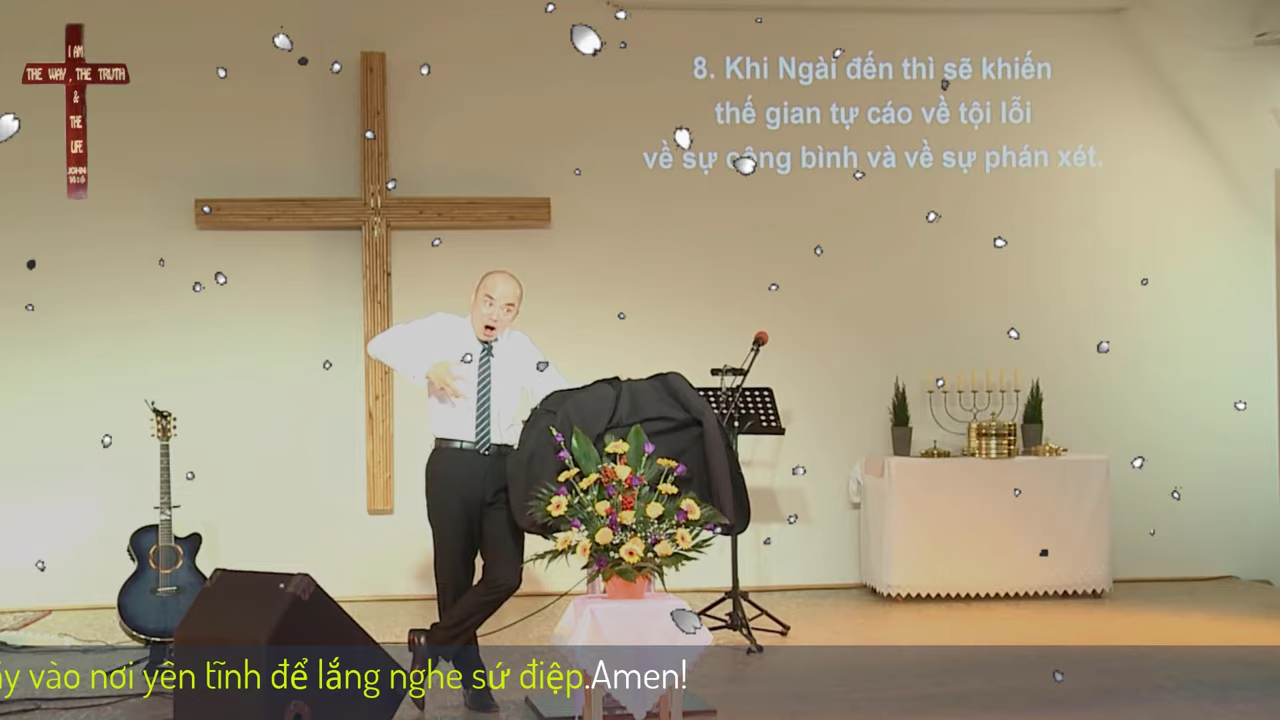 I AM
THE WAY, THE TRUTH
&
THE
LIFE
JOHN
14:6
8. Khi Ngài đến thì sẽ khiến
thế gian tự cáo về tội lỗi
về sự công bình và về sự phán xét.
vào nơi yên tĩnh để lắng nghe sứ điệp.Amen!